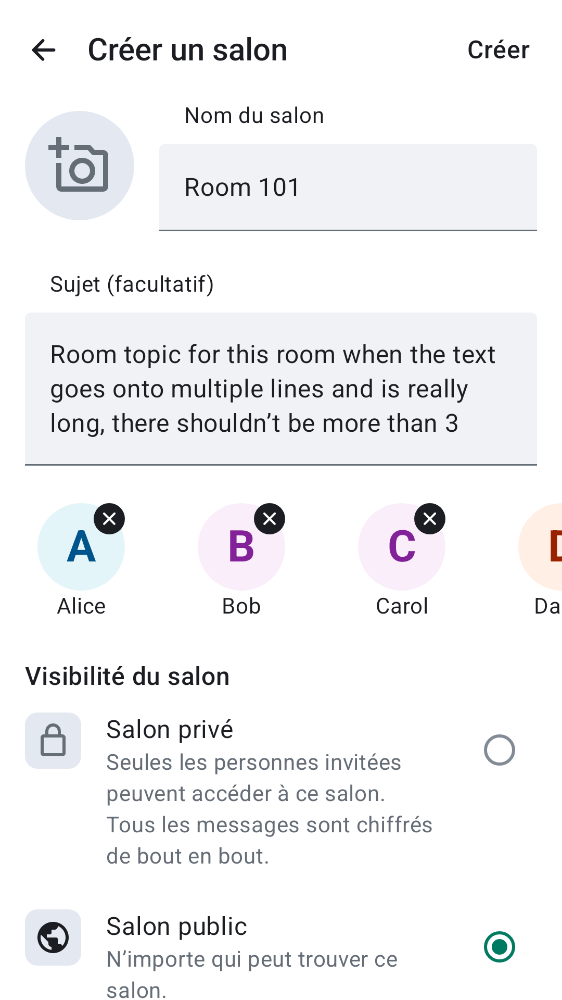 Créer un salon
Créer
Nom du salon
Room 101
Sujet (facultatif)
Room topic for this room when the text
goes onto multiple lines and is really
long, there shouldn’t be more than 3
A
B
C
D
Alice
Bob
Carol
Da
Visibilité du salon
Salon privé
Seules les personnes invitées
peuvent accéder à ce salon.
Tous les messages sont chiffrés
de bout en bout.
Salon public
N’importe qui peut trouver ce
salon.